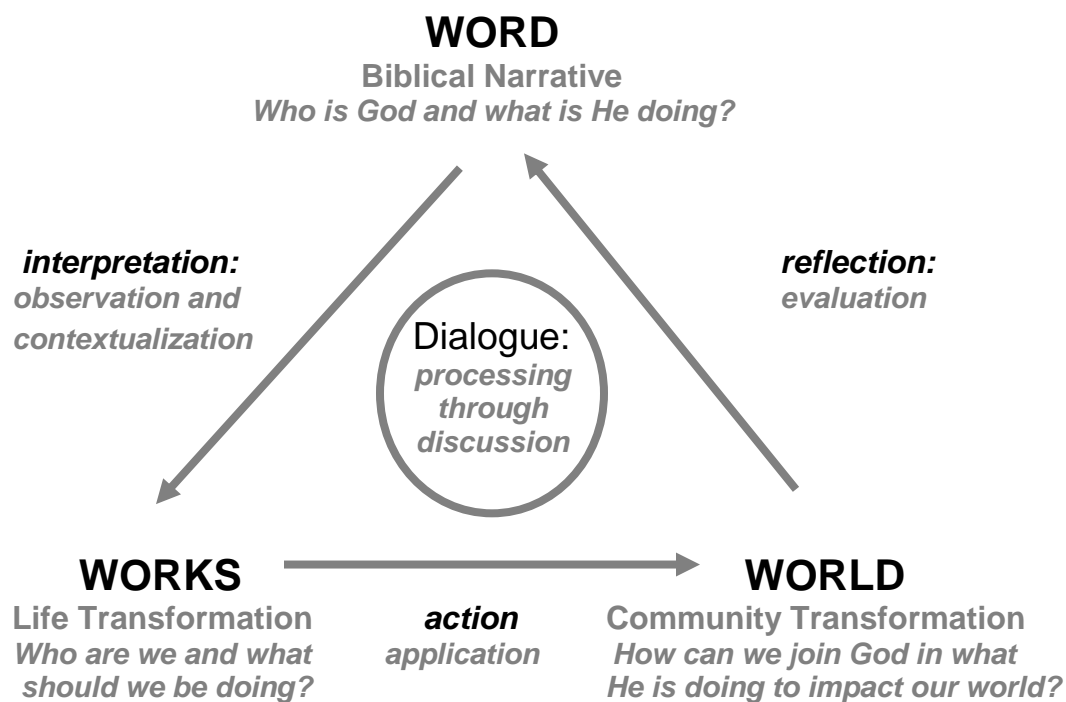 WORD
Biblical Narrative
Who is God and what is He doing?
interpretation:
observation and
contextualization
reflection:
evaluation
Dialogue:
processing
through
discussion
WORKS
Life Transformation
Who are we and what
should we be doing?
action
application
WORLD
Community Transformation
How can we join God in what
He is doing to impact our world?